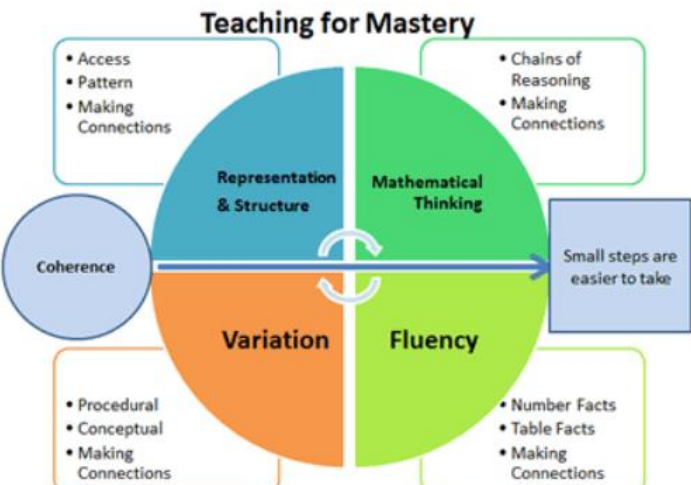 Teaching for Mastery
• Access
• Pattern
• Making
Connections
• Chains of
Reasoning
• Making
Connections
Representation
& Structure
Mathematical
Thinking
Coherence
Small steps are
easier to take
Variation
Fluency
• Procedural
• Conceptual
• Making
Connections
• Number Facts
• Table Facts
• Making
Connections